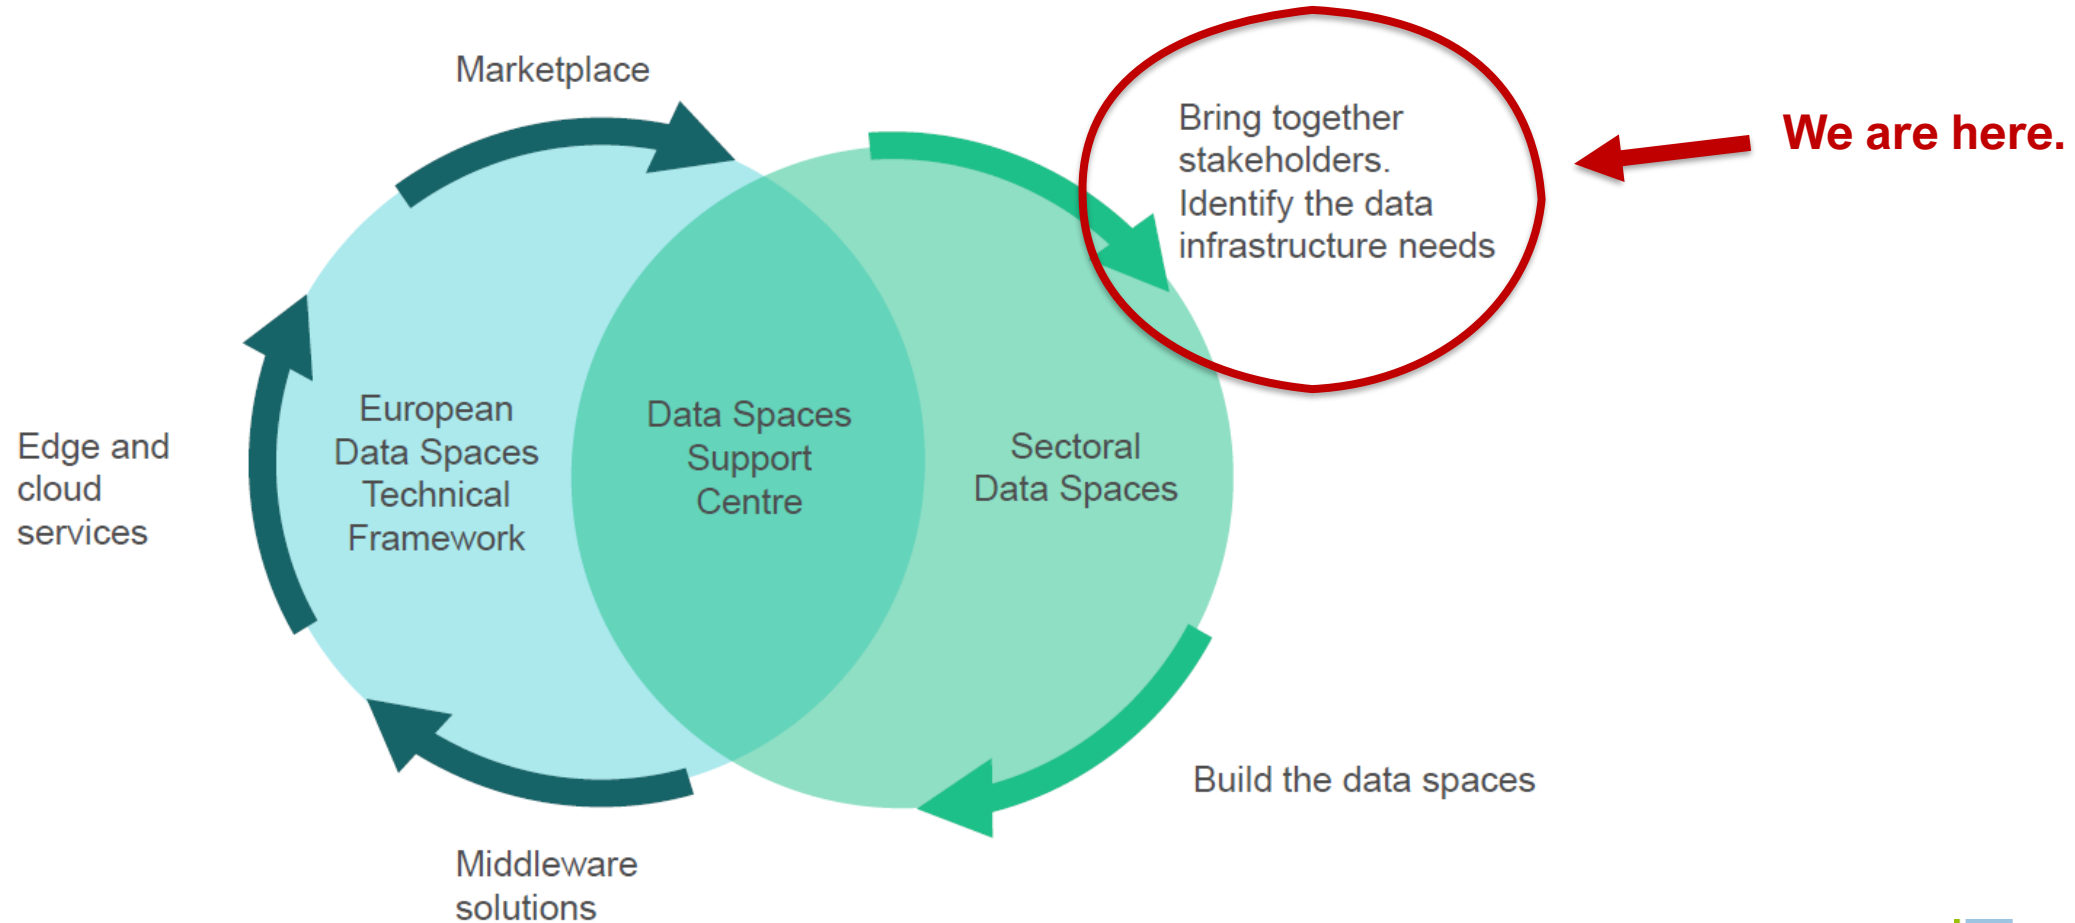 Marketplace
Bring together
stakeholders.
Identify the data
infrastructure needs
We are here.
Edge and
cloud
services
European
Data Spaces
Technical
Framework
Data Spaces
Support
Centre
Sectoral
Data Spaces
Build the data spaces
Middleware
solutions